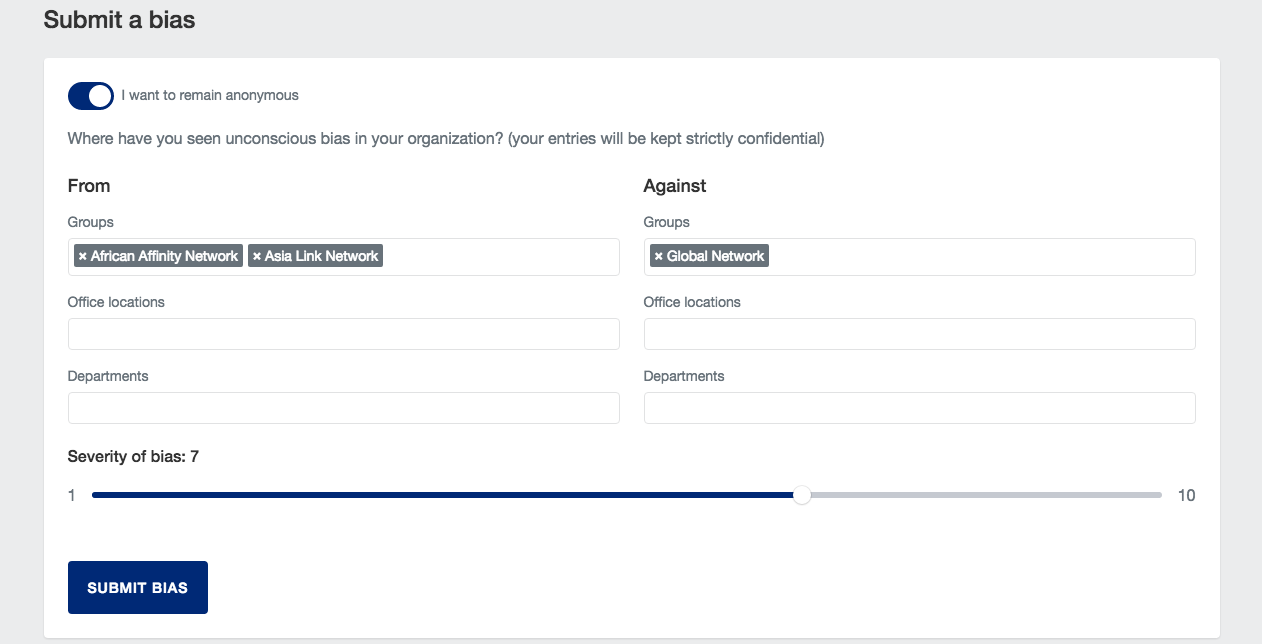 Submit a bias
I want to remain anonymous
Where have you seen unconscious bias in your organization? (your entries will be kept strictly confidential)
From
Groups
× African Affinity Network × Asia Link Network
Office locations
Departments
Against
Groups
× Global Network
Office locations
Departments
Severity of bias: 7
1 10
SUBMIT BIAS